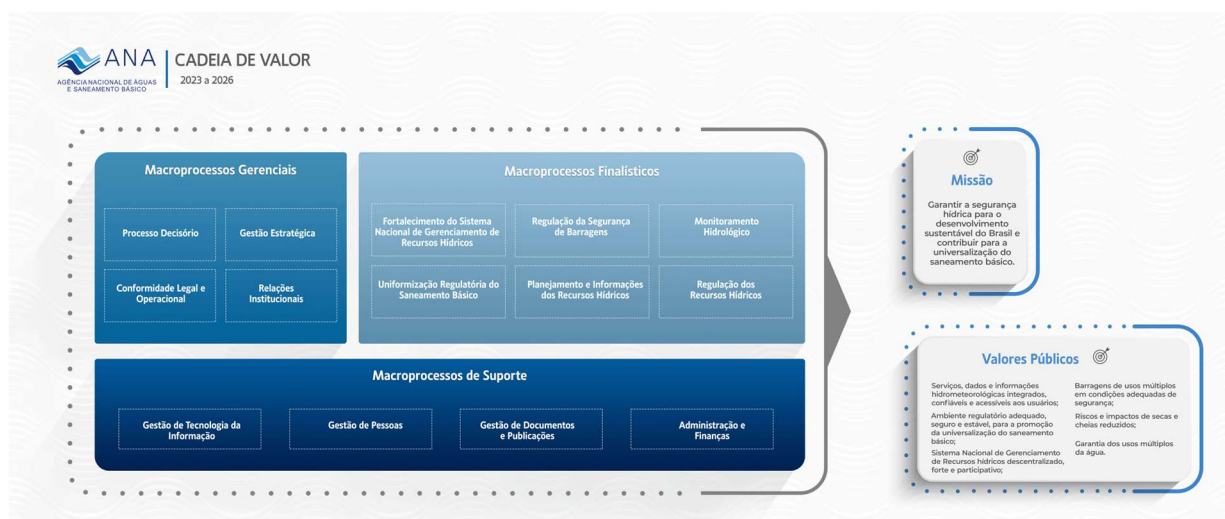 ANA
AGÊNCIA NACIONAL DE ÁGUAS
E SANEAMENTO BÁSICO
CADEIA DE VALOR
2023 a 2026
Macroprocessos Gerenciais
Processo Decisório
Gestão Estratégica
Conformidade Legal e
Operacional
Relações
Institucionais
Macroprocessos Finalísticos
Fortalecimento do Sistema
Nacional de Gerenciamento de
Recursos Hídricos
Regulação da Segurança
de Barragens
Monitoramento
Hidrológico
Uniformização Regulatória do
Saneamento Básico
Planejamento e Informações
dos Recursos Hídricos
Regulação dos
Recursos Hídricos
Macroprocessos de Suporte
Gestão de Tecnologia da
Informação
Gestão de Pessoas
Gestão de Documentos
e Publicações
Administração e
Finanças
Missão
Garantir a segurança
hídrica para o
desenvolvimento
sustentável do Brasil e
contribuir para a
universalização do
saneamento básico.
Valores Públicos
Serviços, dados e informações
hidrometeorológicas integrados,
confiáveis e acessíveis aos usuários;
Ambiente regulatório adequado,
seguro e estável, para a promoção
da universalização do saneamento
básico;
Sistema Nacional de Gerenciamento
de Recursos hídricos descentralizado,
forte e participativo;
Barragens de usos múltiplos
em condições adequadas de
segurança;
Riscos e impactos de secas e
cheias reduzidos;
Garantia dos usos múltiplos
da água.